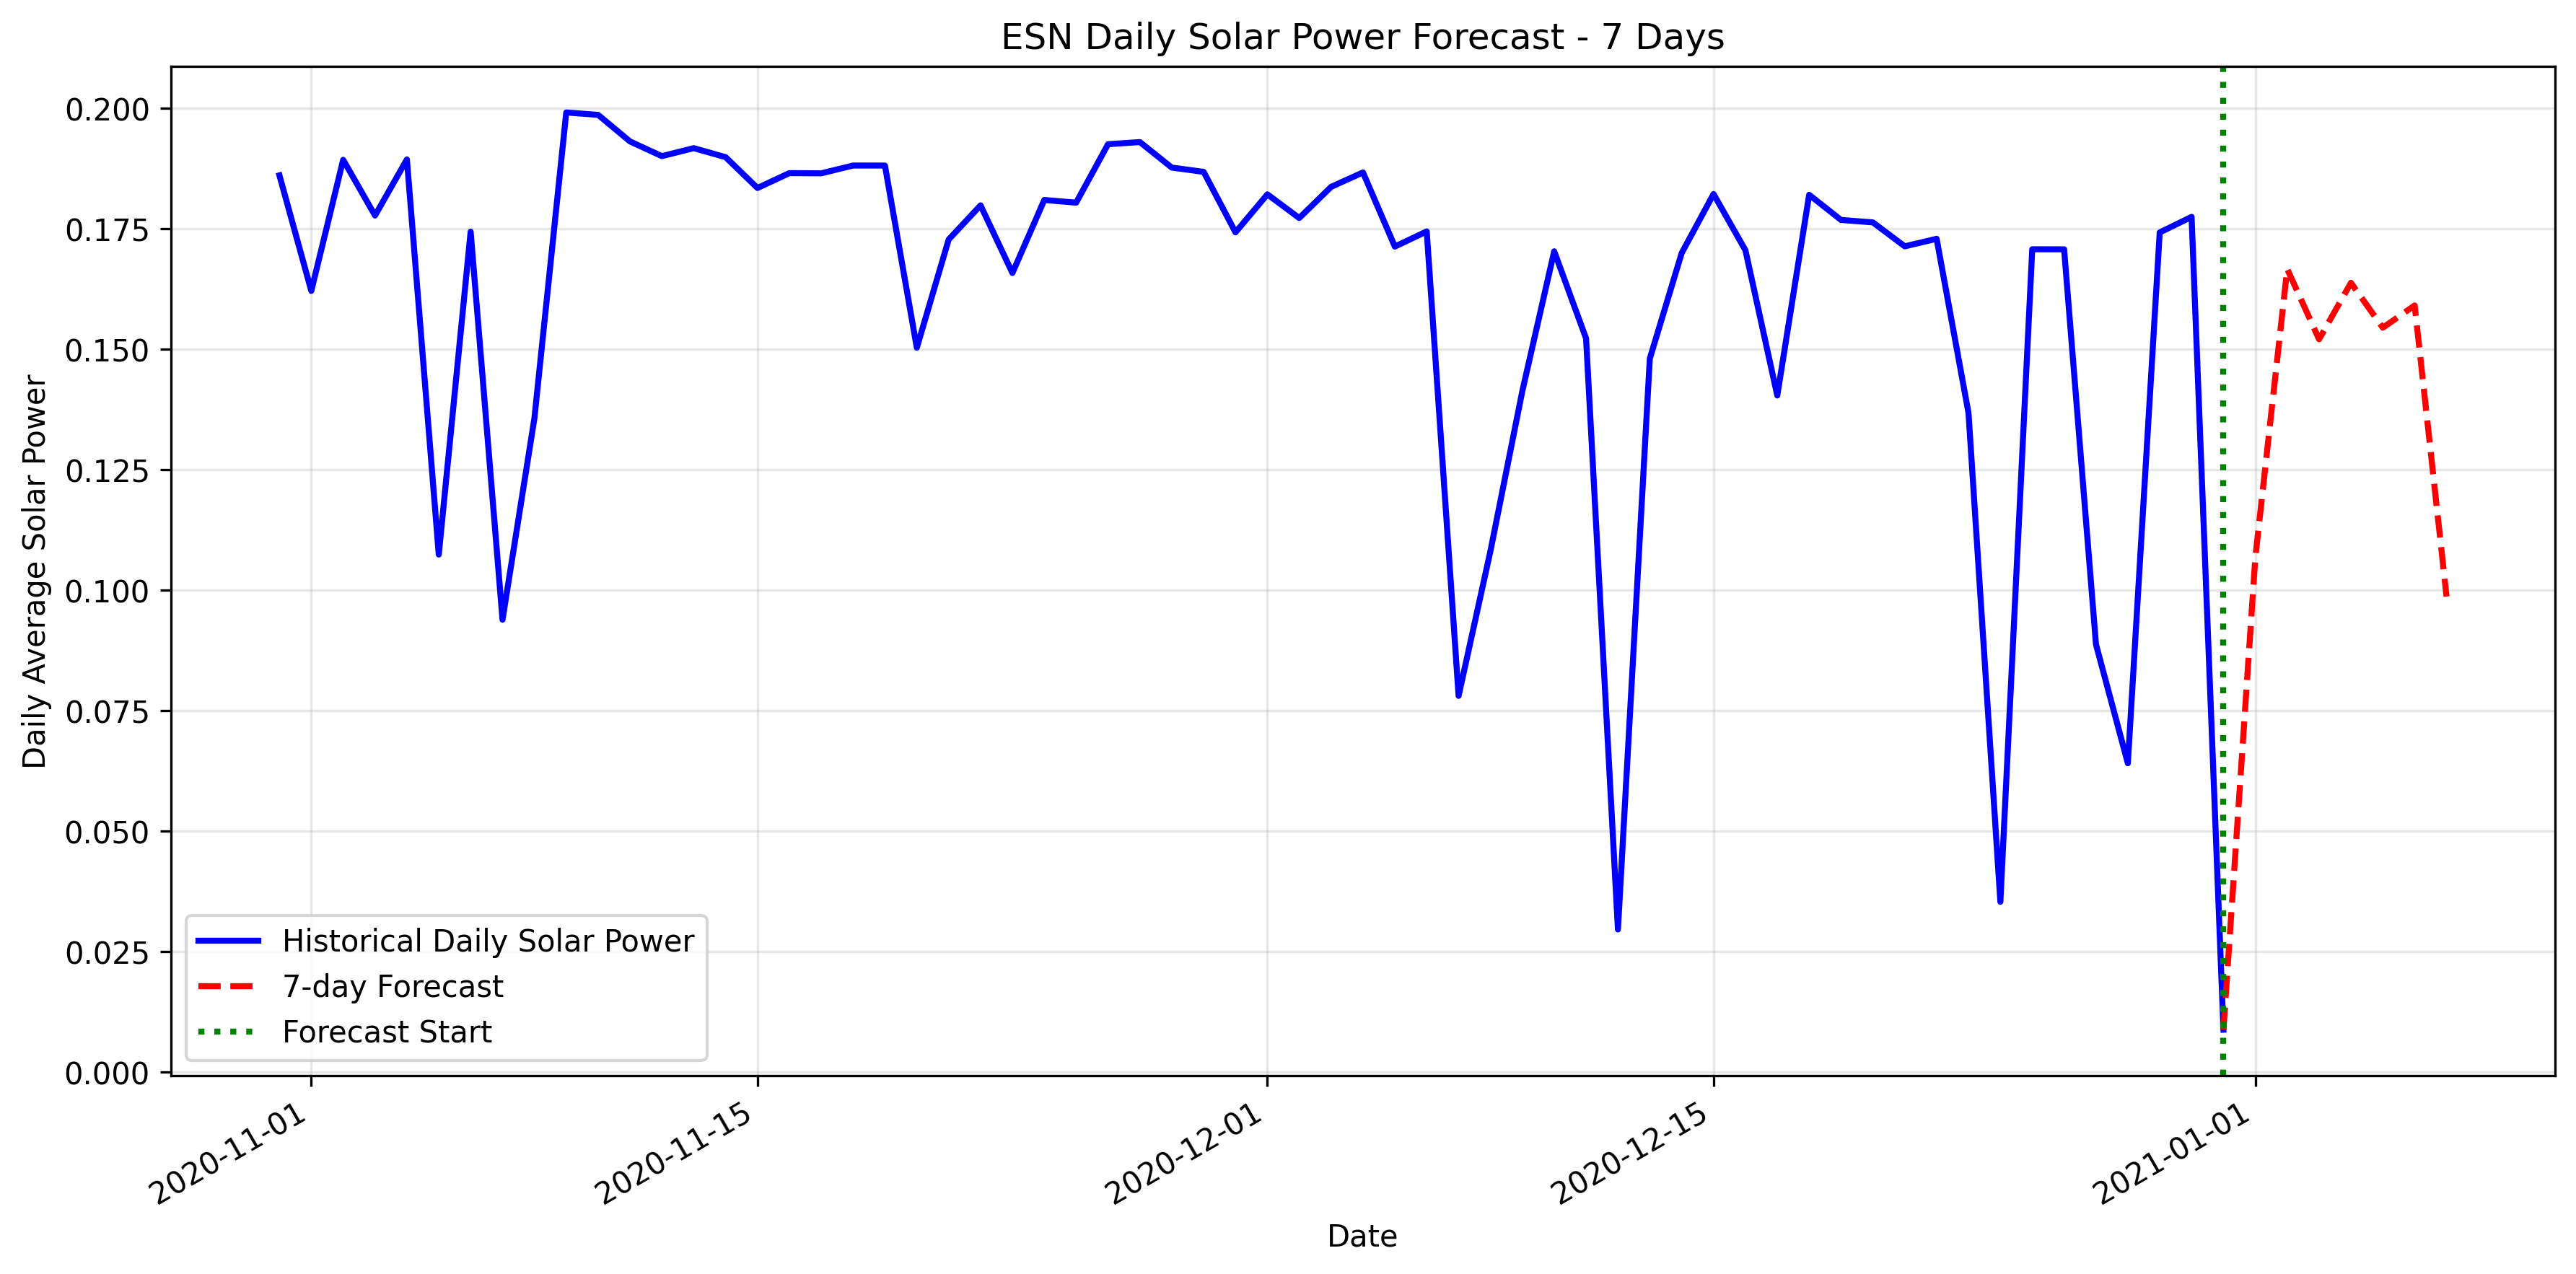 ESN Daily Solar Power Forecast - 7 Days
0.200
0.175
0.150
0.125
0.100
0.075
0.050
0.025
0.000
Daily Average Solar Power
Historical Daily Solar Power
7-day Forecast
Forecast Start
2020-11-01
2020-11-15
2020-12-01
2020-12-15
2021-01-01
Date